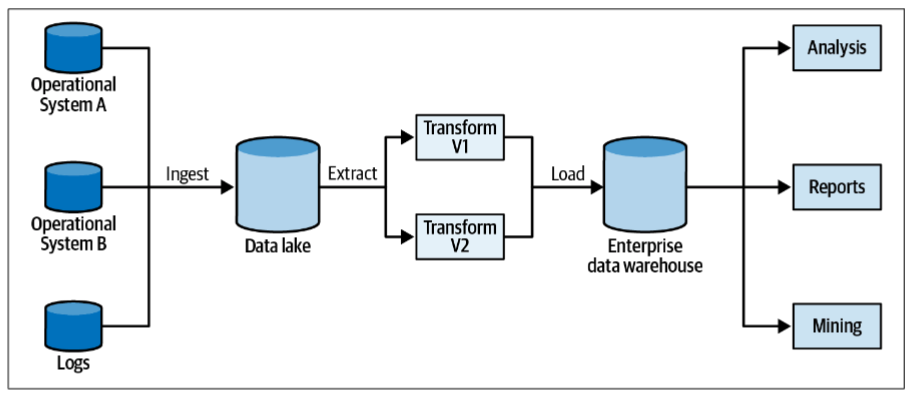 Operational
System A
Operational
System B
Logs
Ingest
Data lake
Extract
Transform
V1
Transform
V2
Load
Enterprise
data warehouse
Analysis
Reports
Mining